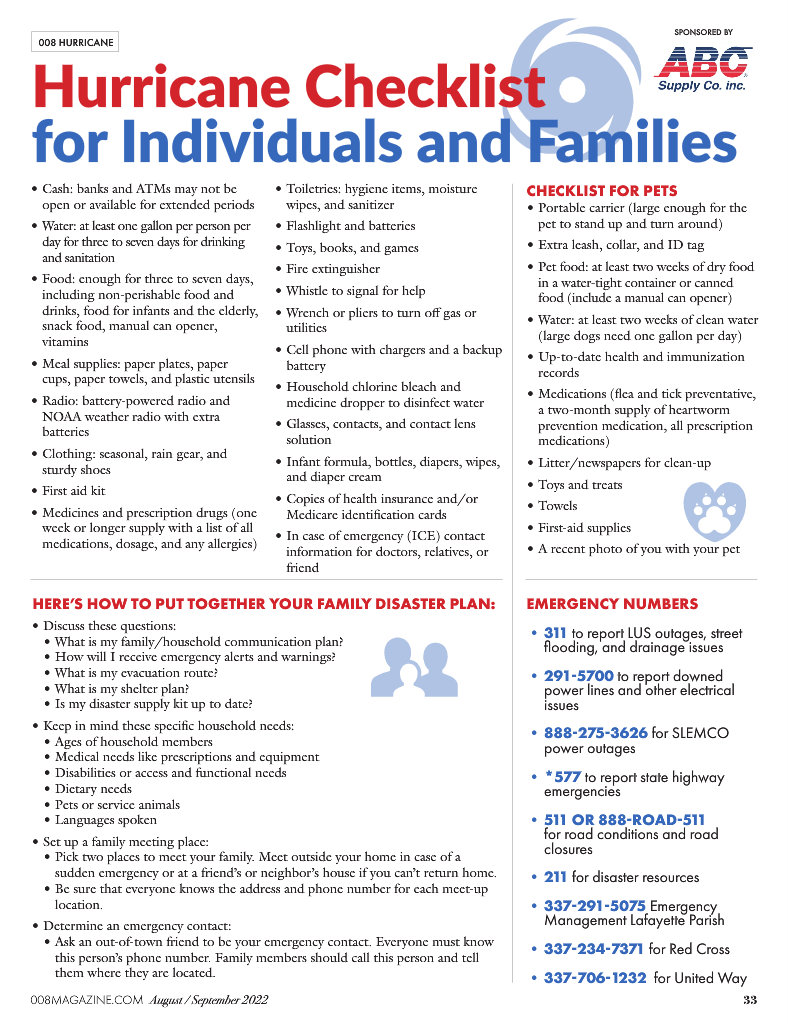 008 HURRICANE
SPONSORED BY
ABC
Supply Co. inc.
Hurricane Checklist
for Individuals and Families
• Cash: banks and ATMs may not be
open or available for extended periods
• Water: at least one gallon per person per
day for three to seven days for drinking
and sanitation
• Food: enough for three to seven days,
including non-perishable food and
drinks, food for infants and the elderly,
snack food, manual can opener,
vitamins
• Meal supplies: paper plates, paper
cups, paper towels, and plastic utensils
• Radio: battery-powered radio and
NOAA weather radio with extra
batteries
• Clothing: seasonal, rain gear, and
sturdy shoes
• First aid kit
• Medicines and prescription drugs (one
week or longer supply with a list of all
medications, dosage, and any allergies)
• Toiletries: hygiene items, moisture
wipes, and sanitizer
• Flashlight and batteries
• Toys, books, and games
• Fire extinguisher
• Whistle to signal for help
• Wrench or pliers to turn off gas or
utilities
• Cell phone with chargers and a backup
battery
• Household chlorine bleach and
medicine dropper to disinfect water
• Glasses, contacts, and contact lens
solution
• Infant formula, bottles, diapers, wipes,
and diaper cream
• Copies of health insurance and/or
Medicare identification cards
• In case of emergency (ICE) contact
information for doctors, relatives, or
friend
CHECKLIST FOR PETS
• Portable carrier (large enough for the
pet to stand up and turn around)
• Extra leash, collar, and ID tag
• Pet food: at least two weeks of dry food
in a water-tight container or canned
food (include a manual can opener)
• Water: at least two weeks of clean water
(large dogs need one gallon per day)
• Up-to-date health and immunization
records
• Medications (flea and tick preventative,
a two-month supply of heartworm
prevention medication, all prescription
medications)
• Litter/newspapers for clean-up
• Toys and treats
• Towels
• First-aid supplies
• A recent photo of you with your pet
HERE'S HOW TO PUT TOGETHER YOUR FAMILY DISASTER PLAN:
• Discuss these questions:
• What is my family/household communication plan?
• How will I receive emergency alerts and warnings?
• What is my evacuation route?
• What is my shelter plan?
• Is my disaster supply kit up to date?
• Keep in mind these specific household needs:
• Ages of household members
• Medical needs like prescriptions and equipment
• Disabilities or access and functional needs
• Dietary needs
• Pets or service animals
• Languages spoken
• Set up a family meeting place:
• Pick two places to meet your family. Meet outside your home in case of a
sudden emergency or at a friend's or neighbor's house if you can't return home.
• Be sure that everyone knows the address and phone number for each meet-up
location.
• Determine an emergency contact:
• Ask an out-of-town friend to be your emergency contact. Everyone must know
this person's phone number. Family members should call this person and tell
them where they are located.
EMERGENCY NUMBERS
• 311 to report LUS outages, street
flooding, and drainage issues
• 291-5700 to report downed
power lines and other electrical
issues
• 888-275-3626 for SLEMCO
power outages
• *577 to report state highway
emergencies
• 511 OR 888-ROAD-511
for road conditions and road
closures
• 211 for disaster resources
• 337-291-5075 Emergency
Management Lafayette Parish
• 337-234-7371 for Red Cross
• 337-706-1232 for United Way
008MAGAZINE.COM August / September 2022
33